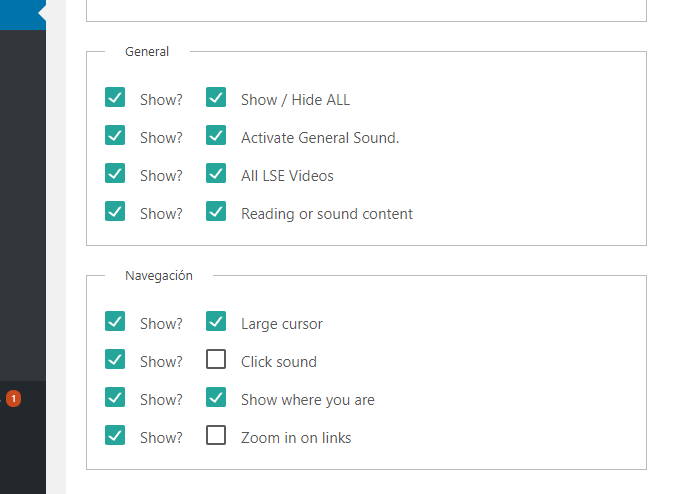 General
Show? Show / Hide ALL
Show? Activate General Sound.
Show? All LSE Videos
Show? Reading or sound content
Navegación
Show? Large cursor
Show? Click sound
1
Show? Show where you are
Show? Zoom in on links